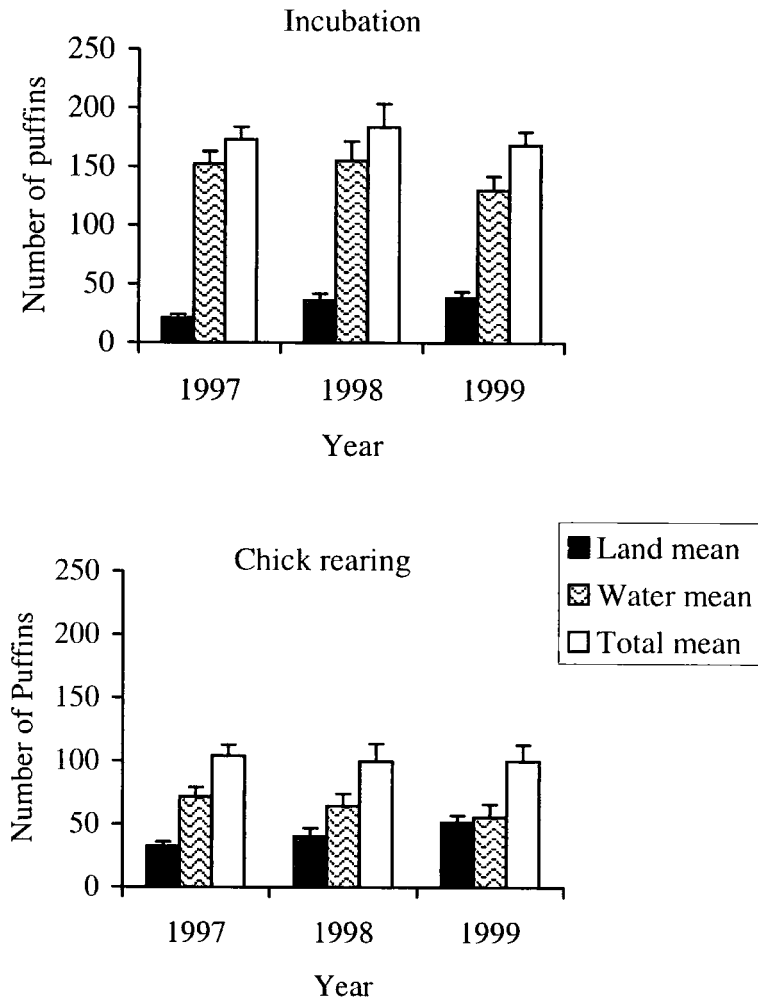 Incubation
250
200
150
100
50
0
Number of puffins
1997 1998 1999
Year
Chick rearing
250
200
150
100
50
0
Number of Puffins
1997 1998 1999
Year
Land mean
Water mean
Total mean